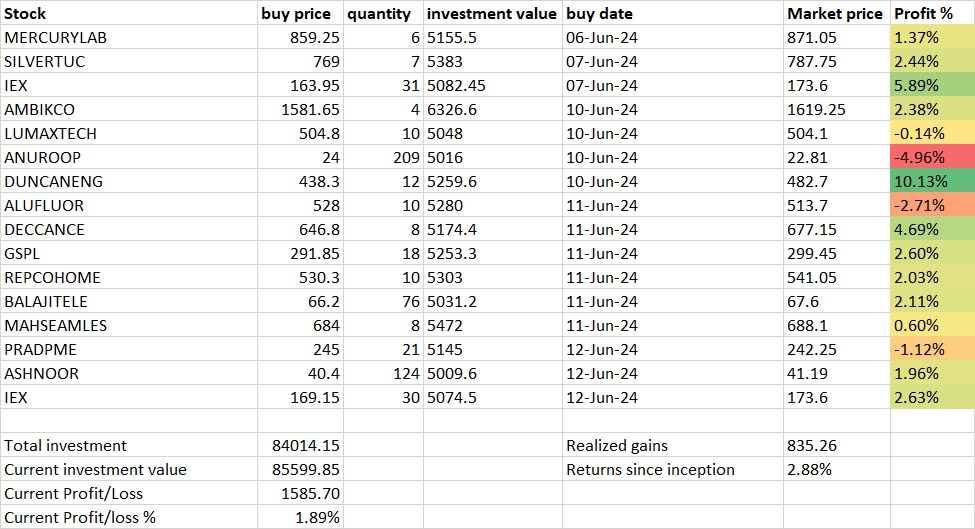 Stock buy price quantity investment value buy date Market price Profit %
MERCURYLAB 859.25 6 5155.5 06-Jun-24 871.05 1.37%
SILVERTUC 769 7 5383 07-Jun-24 787.75 2.44%
IEX 163.95 31 5082.45 07-Jun-24 173.6 5.89%
AMBIKCO 1581.65 4 6326.6 10-Jun-24 1619.25 2.38%
LUMAXTECH 504.8 10 5048 10-Jun-24 504.1 -0.14%
ANUROOP 24 209 5016 10-Jun-24 22.81 -4.96%
DUNCANENG 438.3 12 5259.6 10-Jun-24 482.7 10.13%
ALUFLUOR 528 10 5280 11-Jun-24 513.7 -2.71%
DECCANCE 646.8 8 5174.4 11-Jun-24 677.15 4.69%
GSPL 291.85 18 5253.3 11-Jun-24 299.45 2.60%
REPCOHOME 530.3 10 5303 11-Jun-24 541.05 2.03%
BALAJITELE 66.2 76 5031.2 11-Jun-24 67.6 2.11%
MAHSEAMLES 684 8 5472 11-Jun-24 688.1 0.60%
PRADPME 245 21 5145 12-Jun-24 242.25 -1.12%
ASHNOOR 40.4 124 5009.6 12-Jun-24 41.19 1.96%
IEX 169.15 30 5074.5 12-Jun-24 173.6 2.63%
Total investment 84014.15 Realized gains 835.26
Current investment value 85599.85 Returns since inception 2.88%
Current Profit/Loss 1585.70
Current Profit/loss % 1.89%